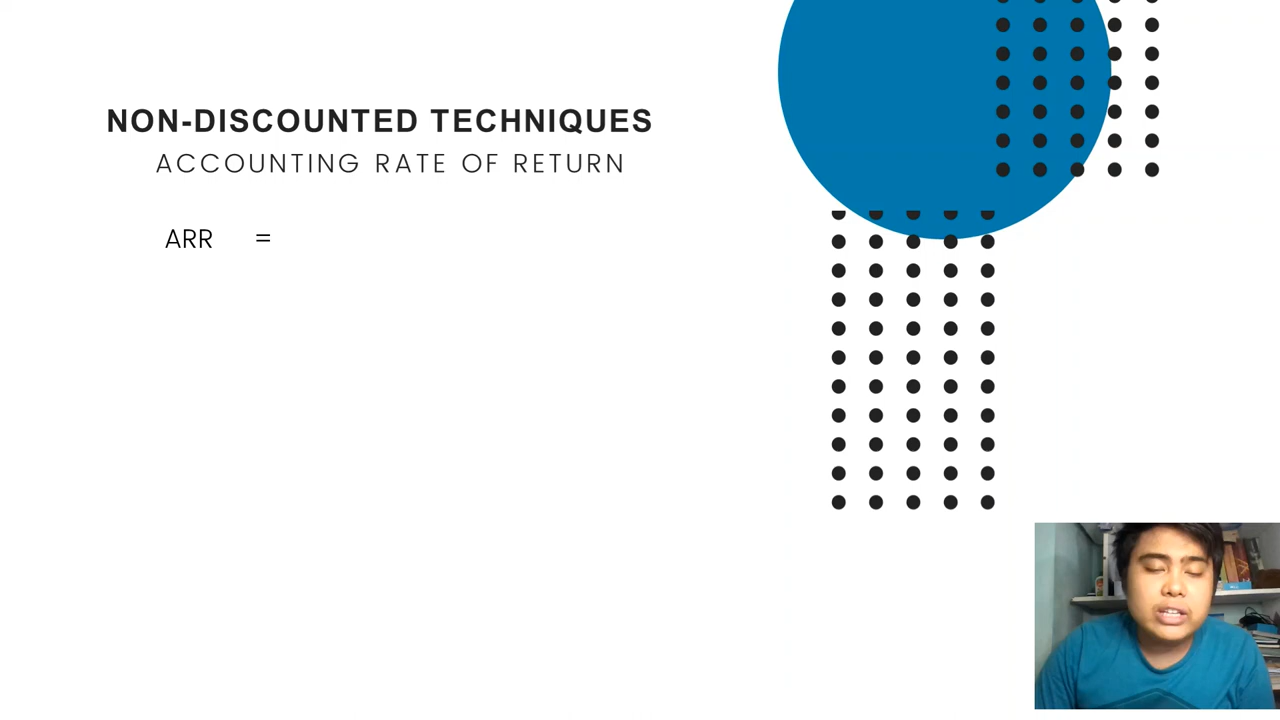 NON-DISCOUNTED TECHNIQUES
ACCOUNTING RATE OF RETURN
ARR =